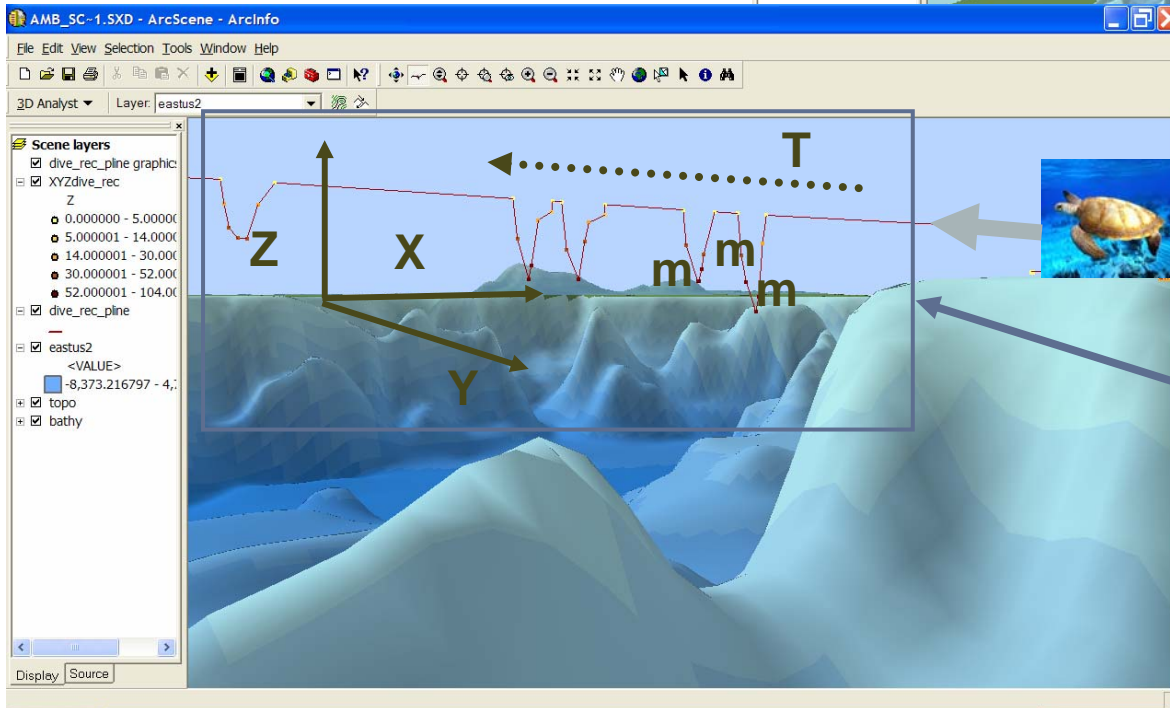 AMB_SC~1.SXD - ArcScene - ArcInfo
File Edit View Selection Tools Window Help
3D Analyst Layer: eastus2
Scene layers
dive_rec_pline graphics
XYZdive_rec
Z
0.000000 - 5.00000
5.000001 - 14.000(
14.000001 - 30.000
30.000001 - 52.000
52.000001 - 104.00
dive_rec_pline
eastus2
<VALUE>
-8,373.216797 - 4,
topo
bathy
Display Source
T
Z
X
m
m
m
Y